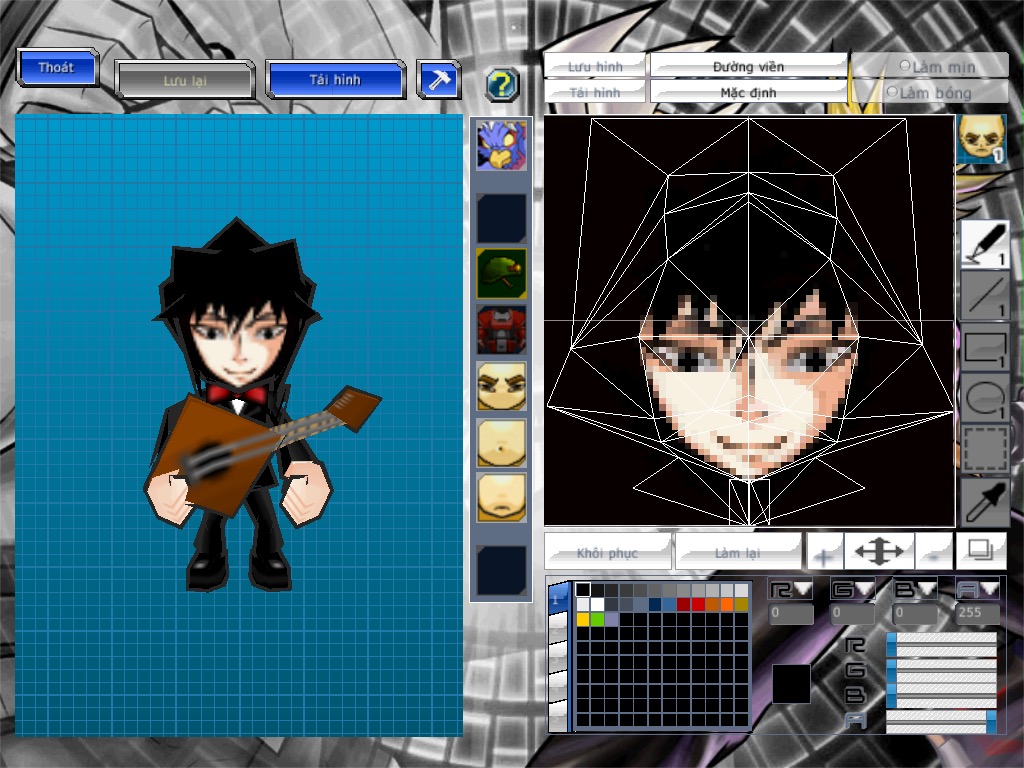 Thoát
Lưu lại
Tải hình
?
Lưu hình
Đường viền
Làm mịn
Tải hình
Mặc định
Làm bóng
1
1
1
1
1
Khôi phục
Làm lại
+
-
1
R G B A
0 0 0 255
R
G
B
A